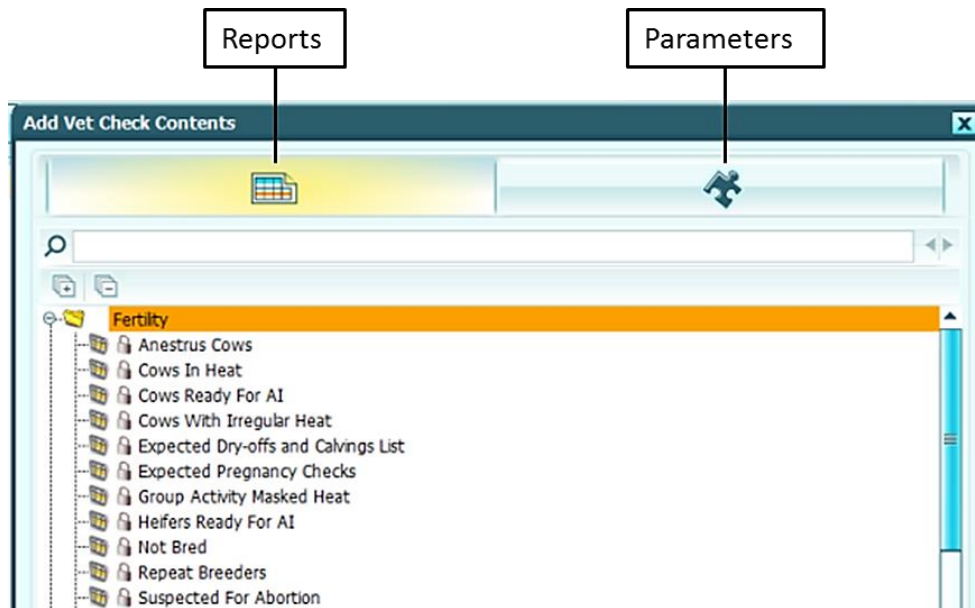 Reports
Parameters
Add Vet Check Contents
Fertility
Anestrus Cows
Cows In Heat
Cows Ready For AI
Cows With Irregular Heat
Expected Dry-offs and Calvings List
Expected Pregnancy Checks
Group Activity Masked Heat
Heifers Ready For AI
Not Bred
Repeat Breeders
Suspected For Abortion